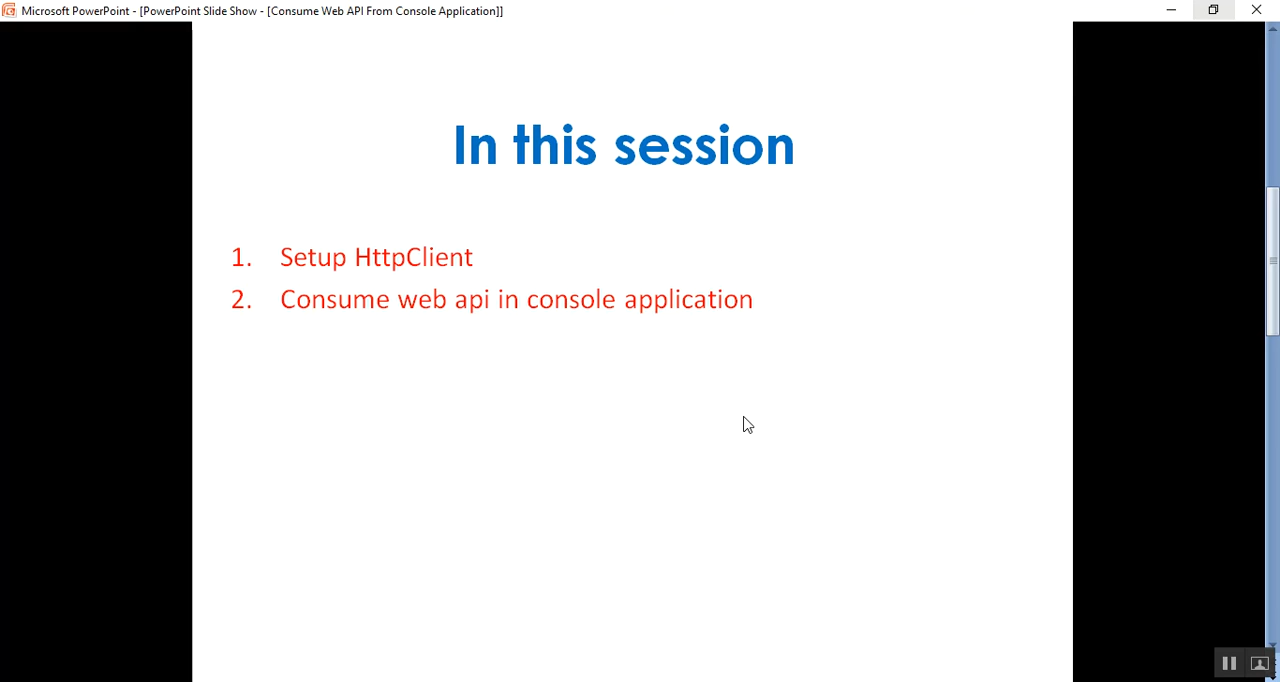 Microsoft PowerPoint - [PowerPoint Slide Show - [Consume Web API From Console Application]]
In this session
1. Setup HttpClient
2. Consume web api in console application